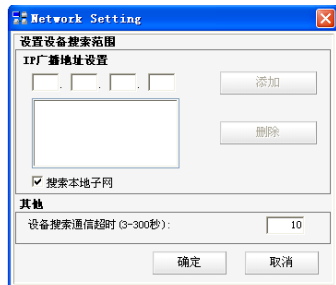 Network Setting
设置设备搜索范围
IP广播地址设置
. . .
添加
删除
搜索本地子网
其他
设备搜索通信超时(3-300秒): 10
确定 取消